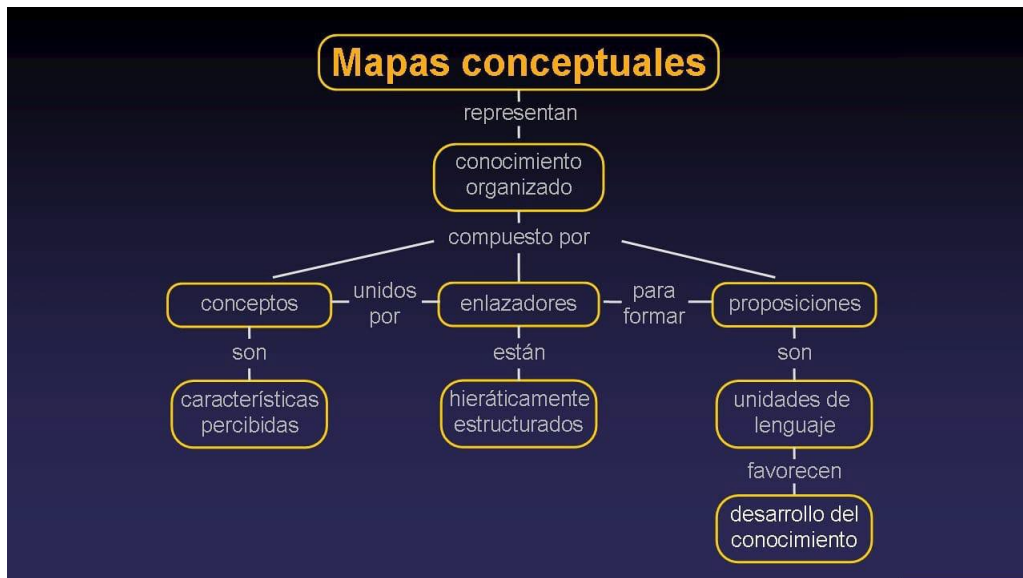 Mapas conceptuales
representan
conocimiento
organizado
compuesto por
conceptos
unidos
por
enlazadores
para
formar
proposiciones
son
están
son
características
percibidas
hieráticamente
estructurados
unidades de
lenguaje
favorecen
desarrollo del
conocimiento